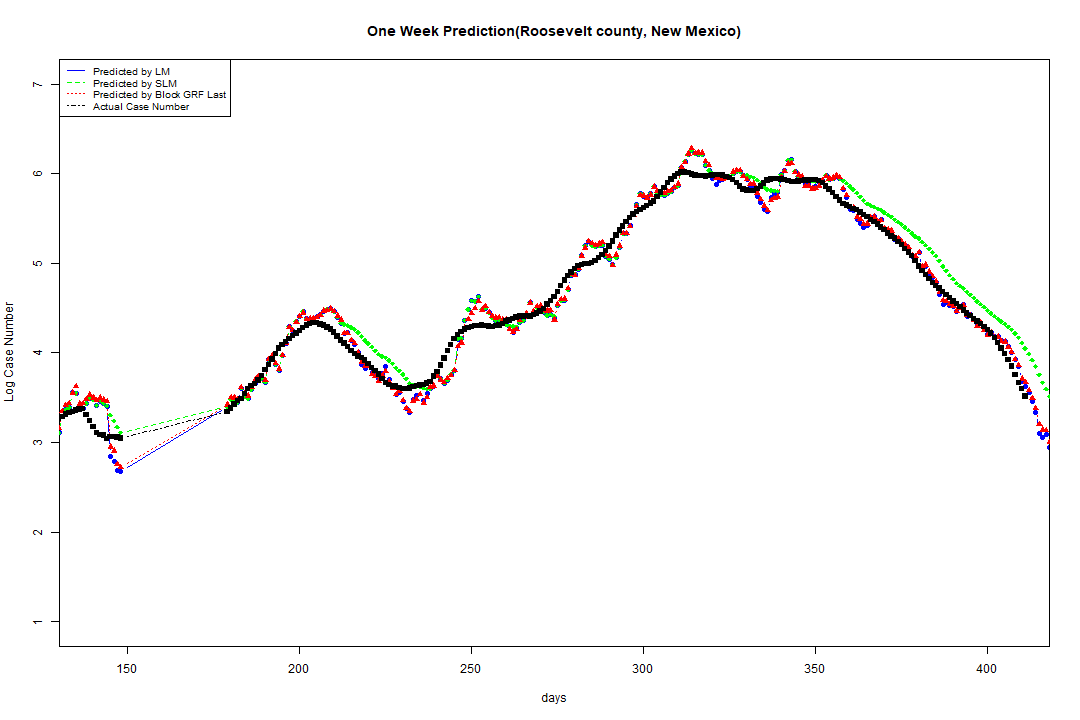 One Week Prediction(Roosevelt county, New Mexico)
Predicted by LM
Predicted by SLM
Predicted by Block GRF Last
Actual Case Number
Log Case Number
7
6
5
4
3
2
1
150 200 250 300 350 400
days